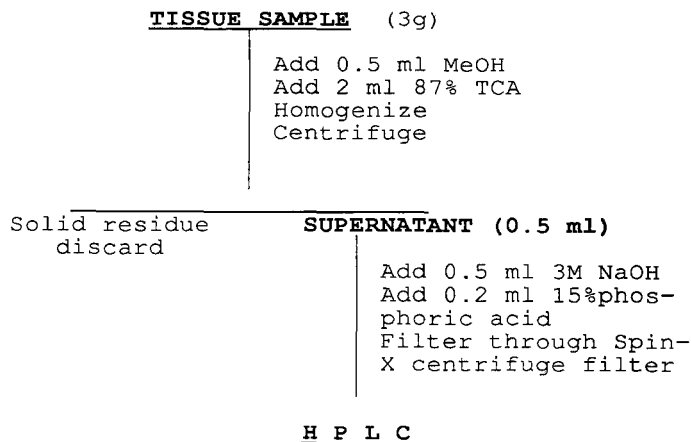 TISSUE SAMPLE (3g)
Add 0.5 ml MeOH
Add 2 ml 87% TCA
Homogenize
Centrifuge
Solid residue
discard
SUPERNATANT (0.5 ml)
Add 0.5 ml 3M NaOH
Add 0.2 ml 15%phos-
phoric acid
Filter through Spin-
X centrifuge filter
H P L C